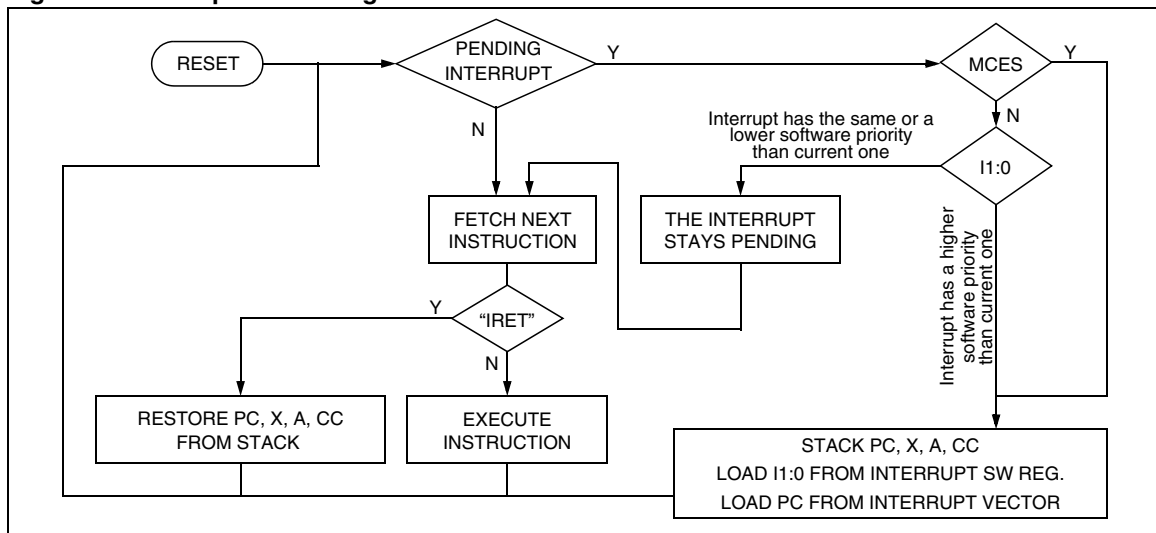 RESET
PENDING
INTERRUPT
Y
MCES
Y
N
N
Interrupt has the same or a
lower software priority
than current one
I1:0
FETCH NEXT
INSTRUCTION
THE INTERRUPT
STAYS PENDING
Interrupt has a higher
software priority
than current one
Y
“IRET”
N
RESTORE PC, X, A, CC
FROM STACK
EXECUTE
INSTRUCTION
STACK PC, X, A, CC
LOAD I1:0 FROM INTERRUPT SW REG.
LOAD PC FROM INTERRUPT VECTOR